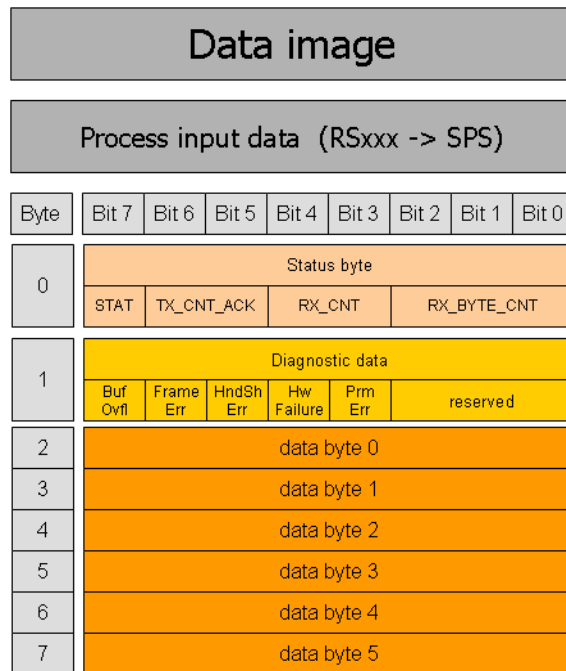 Data image
Process input data (RSxxx -> SPS)
Byte Bit 7 Bit 6 Bit 5 Bit 4 Bit 3 Bit 2 Bit 1 Bit 0
0
Status byte
STAT TX_CNT_ACK RX_CNT RX_BYTE_CNT
1
Diagnostic data
Buf Frame HndSh Hw Prm
Ovfl Err Err Failure Err reserved
2 data byte 0
3 data byte 1
4 data byte 2
5 data byte 3
6 data byte 4
7 data byte 5